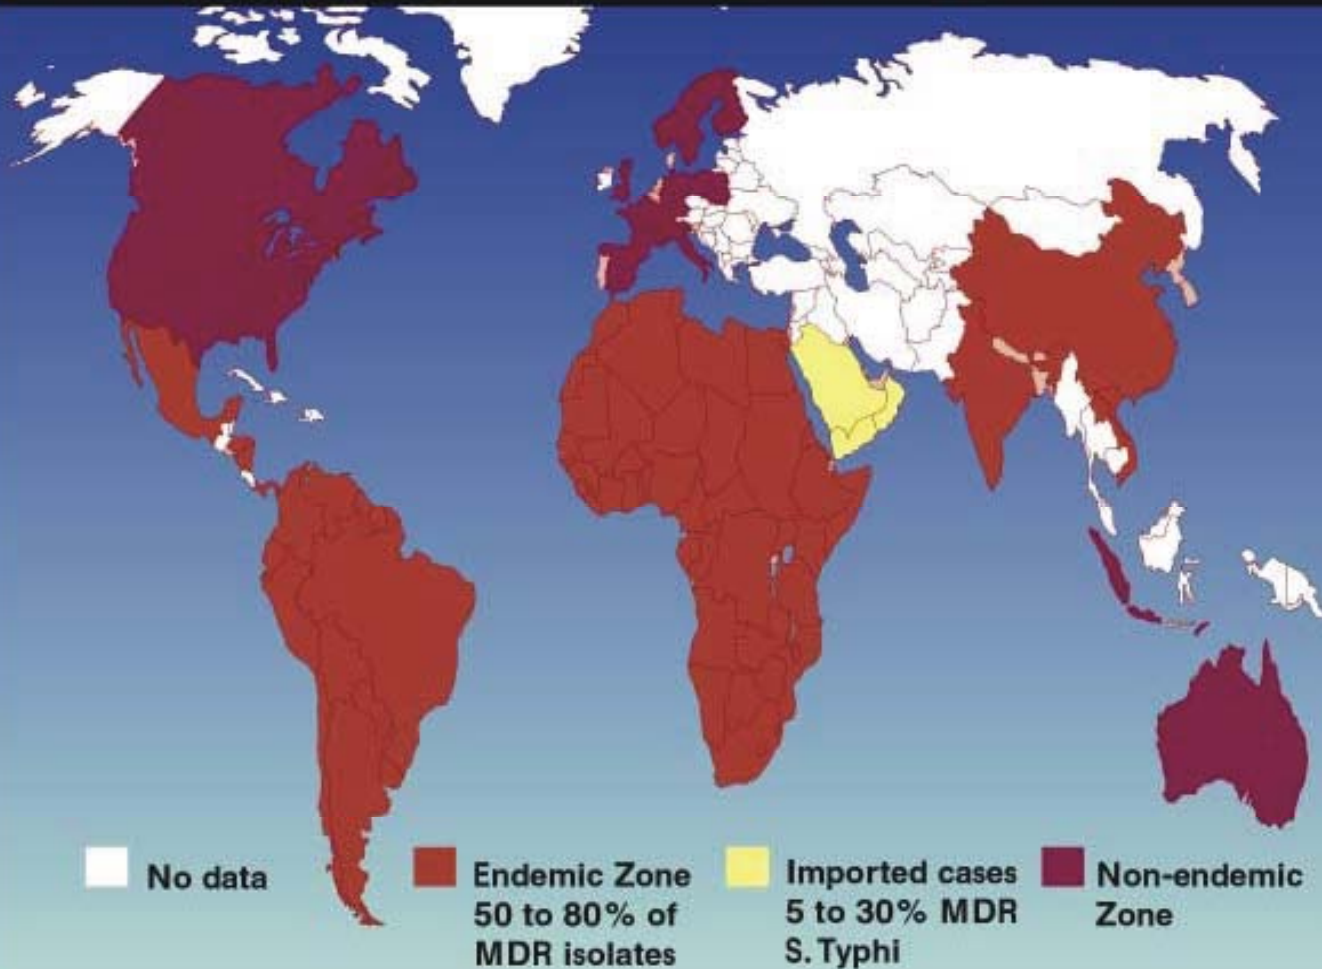 No data
Endemic Zone
50 to 80% of
MDR isolates
Imported cases
5 to 30% MDR
S. Typhi
Non-endemic
Zone